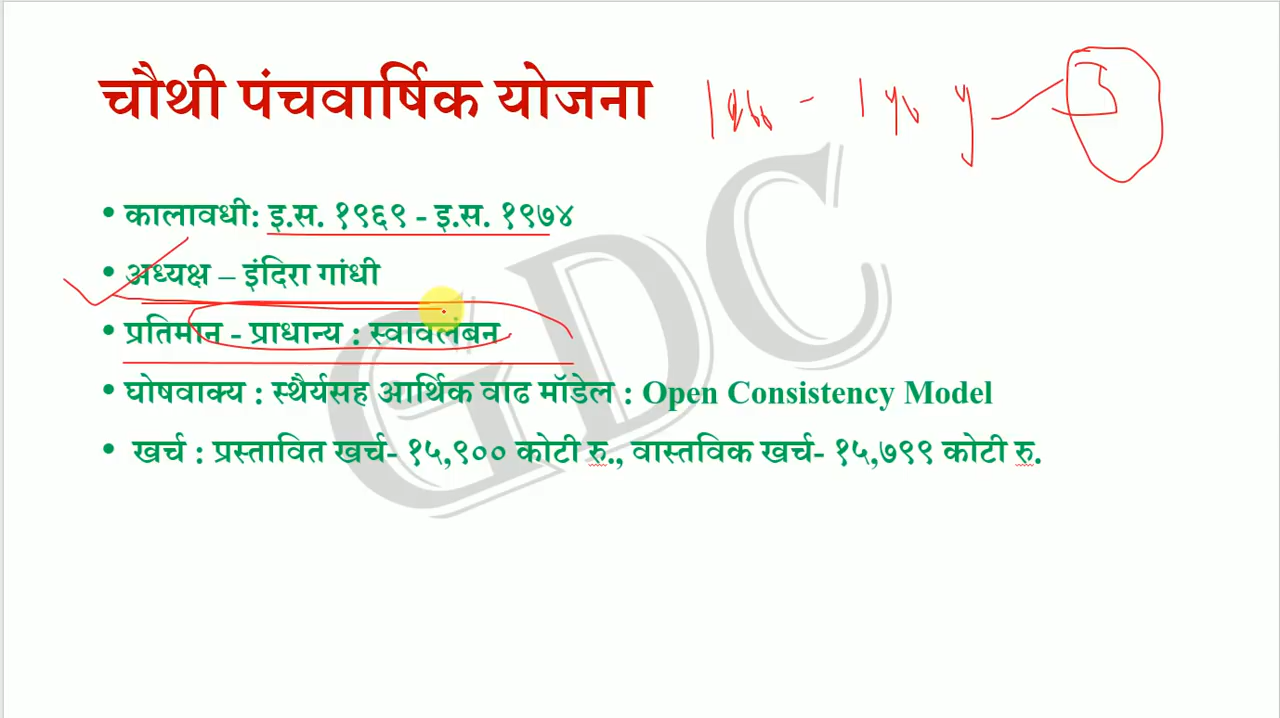 चौथी पंचवार्षिक योजना
• कालावधी: इ.स. १९६९ - इ.स. १९७४
• अध्यक्ष – इंदिरा गांधी
• प्रतिमान - प्राधान्य : स्वावलंबन
• घोषवाक्य : स्थैर्यसह आर्थिक वाढ मॉडेल : Open Consistency Model
• खर्च : प्रस्तावित खर्च- १५,९०० कोटी रु., वास्तविक खर्च- १५,७९९ कोटी रु.
GDC